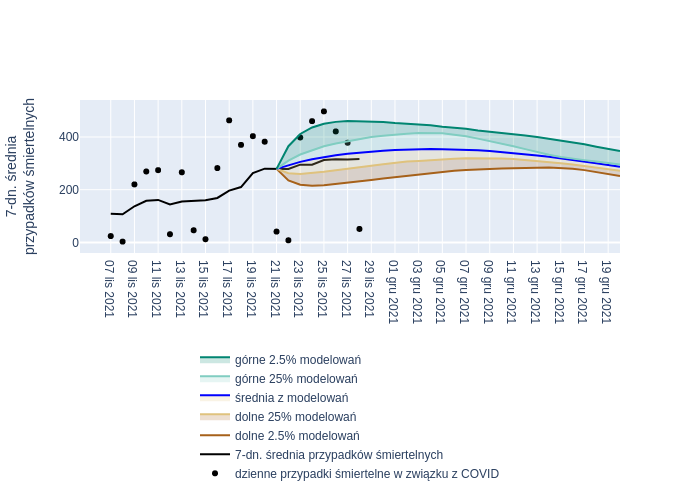 7-dn. średnia
przypadków śmiertelnych
400
200
0
07 lis 2021
09 lis 2021
11 lis 2021
13 lis 2021
15 lis 2021
17 lis 2021
19 lis 2021
21 lis 2021
23 lis 2021
25 lis 2021
27 lis 2021
29 lis 2021
01 gru 2021
03 gru 2021
05 gru 2021
07 gru 2021
09 gru 2021
11 gru 2021
13 gru 2021
15 gru 2021
17 gru 2021
19 gru 2021
górne 2.5% modelowań
górne 25% modelowań
średnia z modelowań
dolne 25% modelowań
dolne 2.5% modelowań
7-dn. średnia przypadków śmiertelnych
dzienne przypadki śmiertelne w związku z COVID